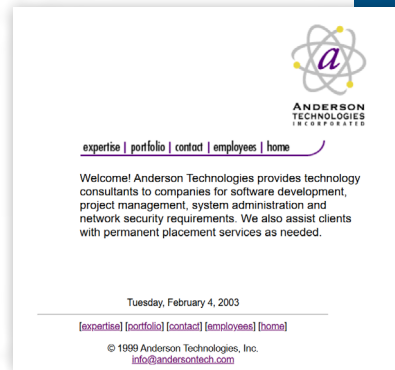 a
ANDERSON
TECHNOLOGIES
INCORPORATED
expertise | portfolio | contact | employees | home
Welcome! Anderson Technologies provides technology
consultants to companies for software development,
project management, system administration and
network security requirements. We also assist clients
with permanent placement services as needed.
Tuesday, February 4, 2003
[expertise] [portfolio] [contact] [employees] [home]
© 1999 Anderson Technologies, Inc.
info@andersontech.com